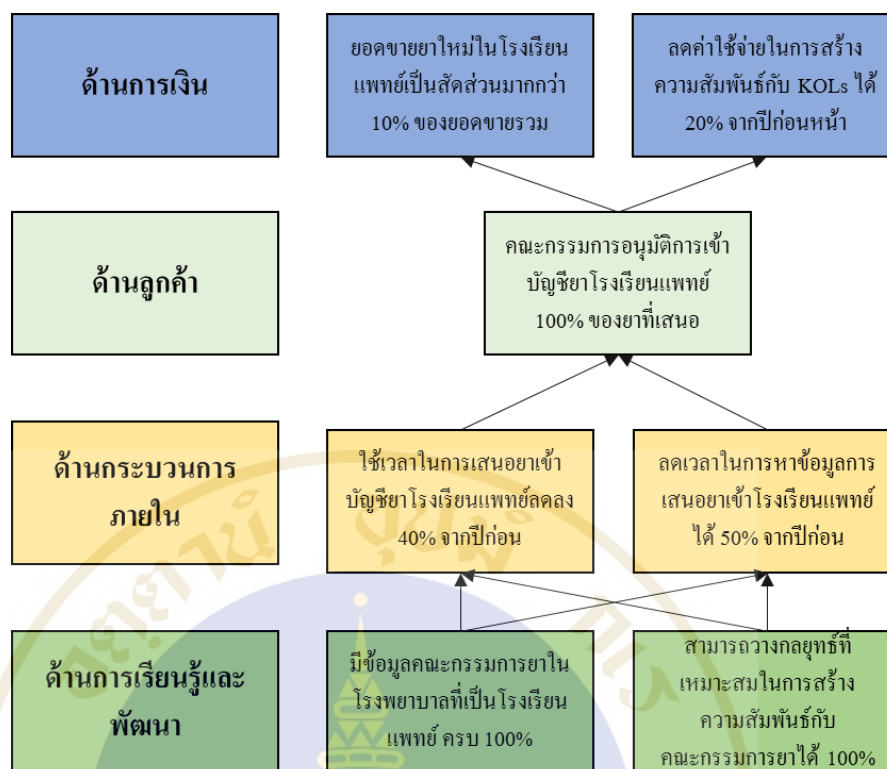 ด้านการเงิน
ยอดขายยาใหม่ในโรงเรียน
แพทย์เป็นสัดส่วนมากกว่า
10% ของยอดขายรวม
ลดค่าใช้จ่ายในการสร้าง
ความสัมพันธ์กับ KOLs ได้
20% จากปีก่อนหน้า
ด้านลูกค้า
คณะกรรมการอนุมัติการเข้า
บัญชียาโรงเรียนแพทย์
100% ของยาที่เสนอ
ด้านกระบวนการ
ภายใน
ใช้เวลาในการเสนอยาเข้า
บัญชียาโรงเรียนแพทย์ลดลง
40% จากปีก่อน
ลดเวลาในการหาข้อมูลการ
เสนอยาเข้าโรงเรียนแพทย์
ได้ 50% จากปีก่อน
ด้านการเรียนรู้และ
พัฒนา
มีข้อมูลคณะกรรมการยาใน
โรงพยาบาลที่เป็นโรงเรียน
แพทย์ ครบ 100%
สามารถวางกลยุทธ์ที่
เหมาะสมในการสร้าง
ความสัมพันธ์กับ
คณะกรรมการยาได้ 100%